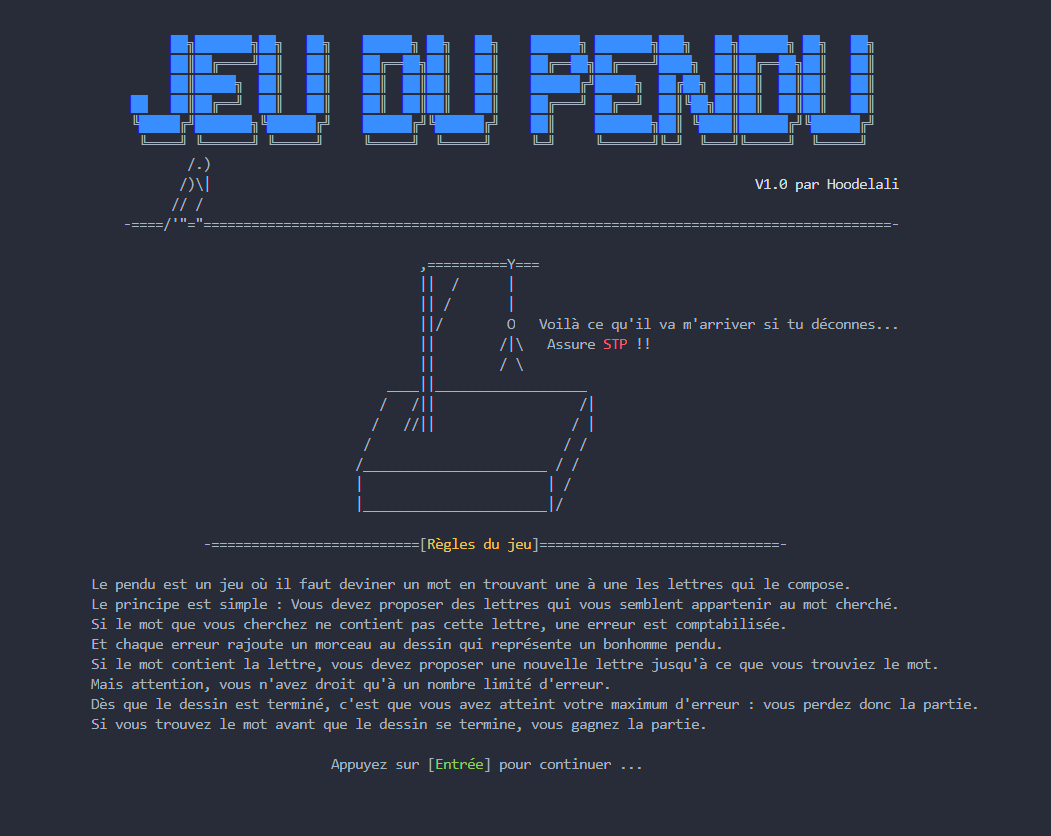 JEU DU PENDU
V1.0 par Hoodelali
Voilà ce qu'il va m'arriver si tu déconnes...
Assure STP !!
[Règles du jeu]
Le pendu est un jeu où il faut deviner un mot en trouvant une à une les lettres qui le compose.
Le principe est simple : Vous devez proposer des lettres qui vous semblent appartenir au mot cherché.
Si le mot que vous cherchez ne contient pas cette lettre, une erreur est comptabilisée.
Et chaque erreur rajoute un morceau au dessin qui représente un bonhomme pendu.
Si le mot contient la lettre, vous devez proposer une nouvelle lettre jusqu'à ce que vous trouviez le mot.
Mais attention, vous n'avez droit qu'à un nombre limité d'erreur.
Dès que le dessin est terminé, c'est que vous avez atteint votre maximum d'erreur : vous perdez donc la partie.
Si vous trouvez le mot avant que le dessin se termine, vous gagnez la partie.
Appuyez sur [Entrée] pour continuer ...